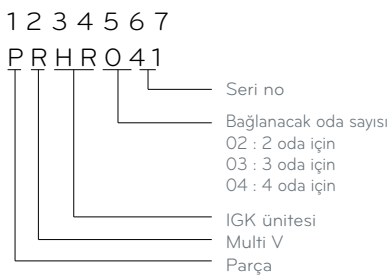 1 2 3 4 5 6 7
P R H R 0 4 1
Seri no
Bağlanacak oda sayısı
02 : 2 oda için
03 : 3 oda için
04 : 4 oda için
IGK ünitesi
Multi V
Parça